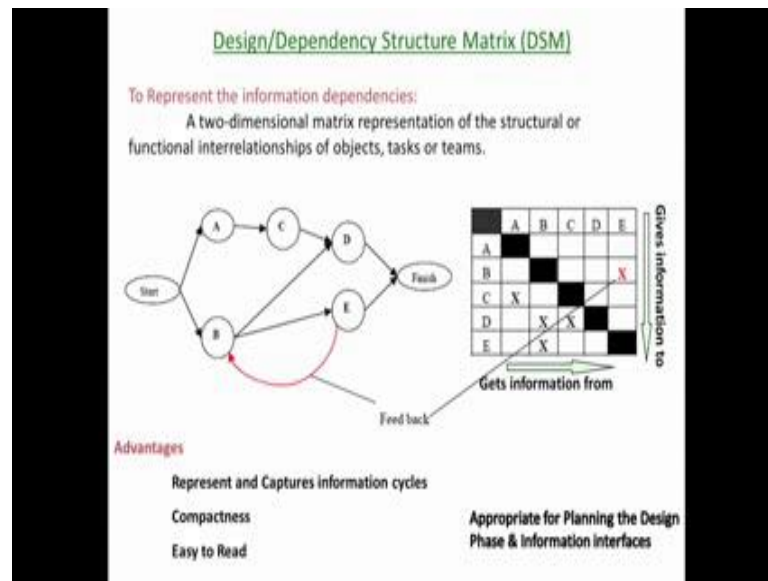 Design/Dependency Structure Matrix (DSM)
To Represent the information dependencies:
A two-dimensional matrix representation of the structural or
functional interrelationships of objects, tasks or teams.
Start
A
C
D
B
E
Finish
Feed back
A B C D E
A
B X
C X
D X X
E X
Gives information to
Gets information from
Advantages
Represent and Captures information cycles
Compactness
Easy to Read
Appropriate for Planning the Design
Phase & Information interfaces